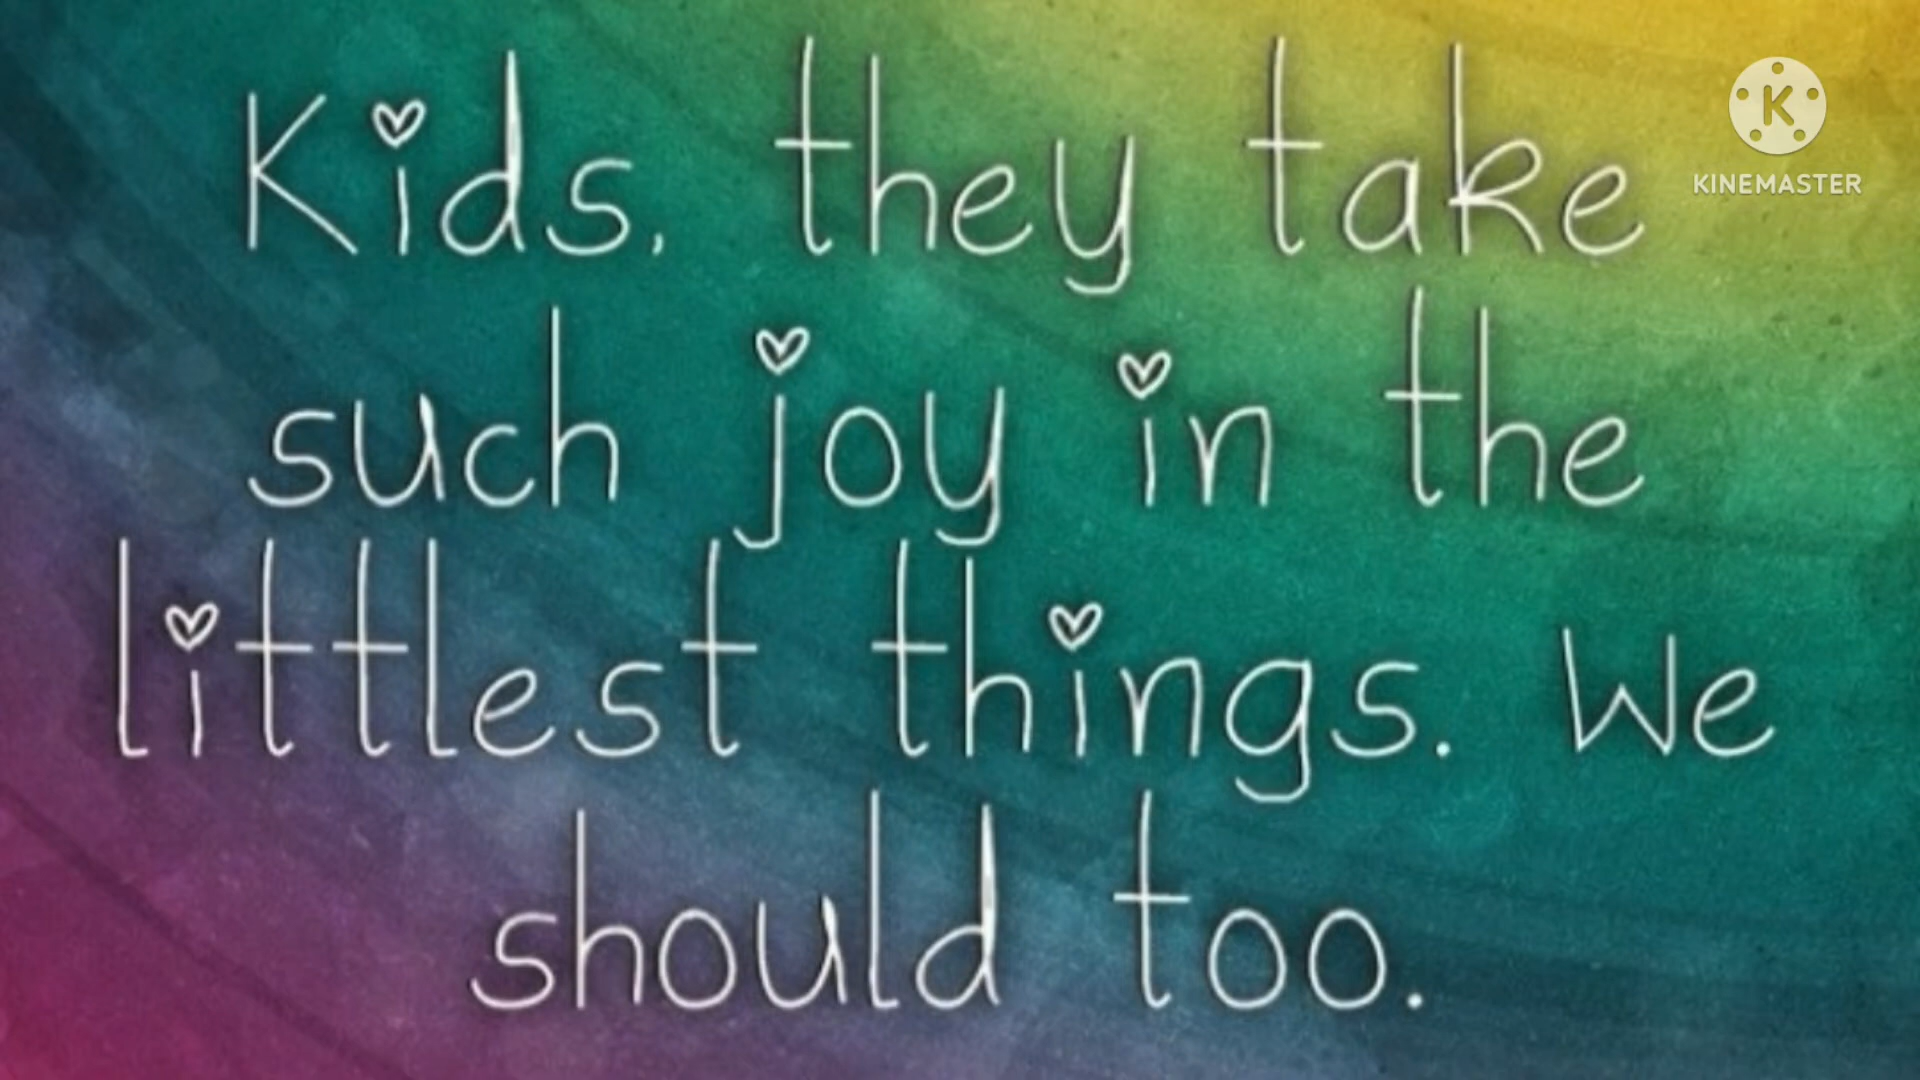 Kids, they take
such joy in the
littlest things. We
should too.
K
KINEMASTER